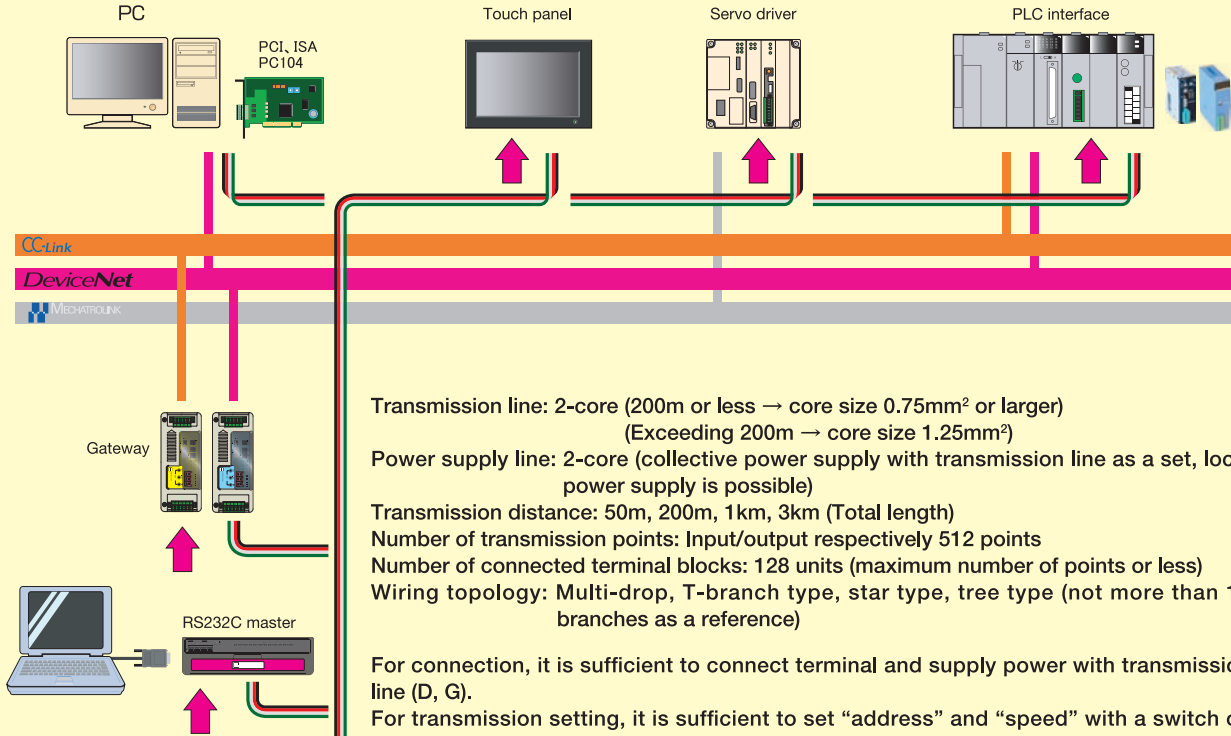 PC
Touch panel
Servo driver
PLC interface
PCI、ISA
PC104
CC-Link
DeviceNet
MECHATROLINK
Gateway
RS232C master
Transmission line: 2-core (200m or less → core size 0.75mm² or larger)
(Exceeding 200m → core size 1.25mm²)
Power supply line: 2-core (collective power supply with transmission line as a set,
power supply is possible)
Transmission distance: 50m, 200m, 1km, 3km (Total length)
Number of transmission points: Input/output respectively 512 points
Number of connected terminal blocks: 128 units (maximum number of points or less)
Wiring topology: Multi-drop, T-branch type, star type, tree type (not more than
branches as a reference)
For connection, it is sufficient to connect terminal and supply power with
line (D, G).
For transmission setting, it is sufficient to set “address” and “speed” with a switch